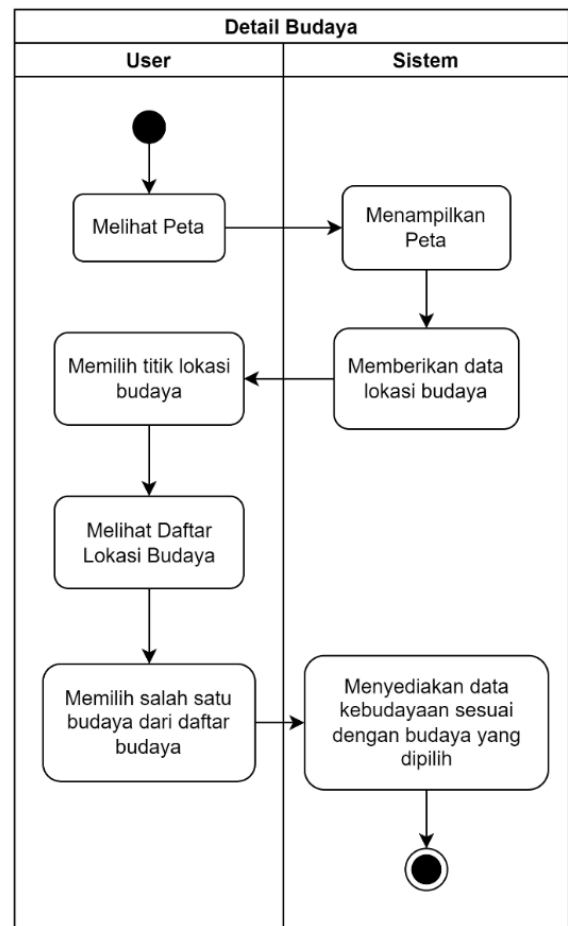 Detail Budaya
User
Sistem
Melihat Peta
Menampilkan
Peta
Memberikan data
lokasi budaya
Memilih titik lokasi
budaya
Melihat Daftar
Lokasi Budaya
Memilih salah satu
budaya dari daftar
budaya
Menyediakan data
kebudayaan sesuai
dengan budaya yang
dipilih